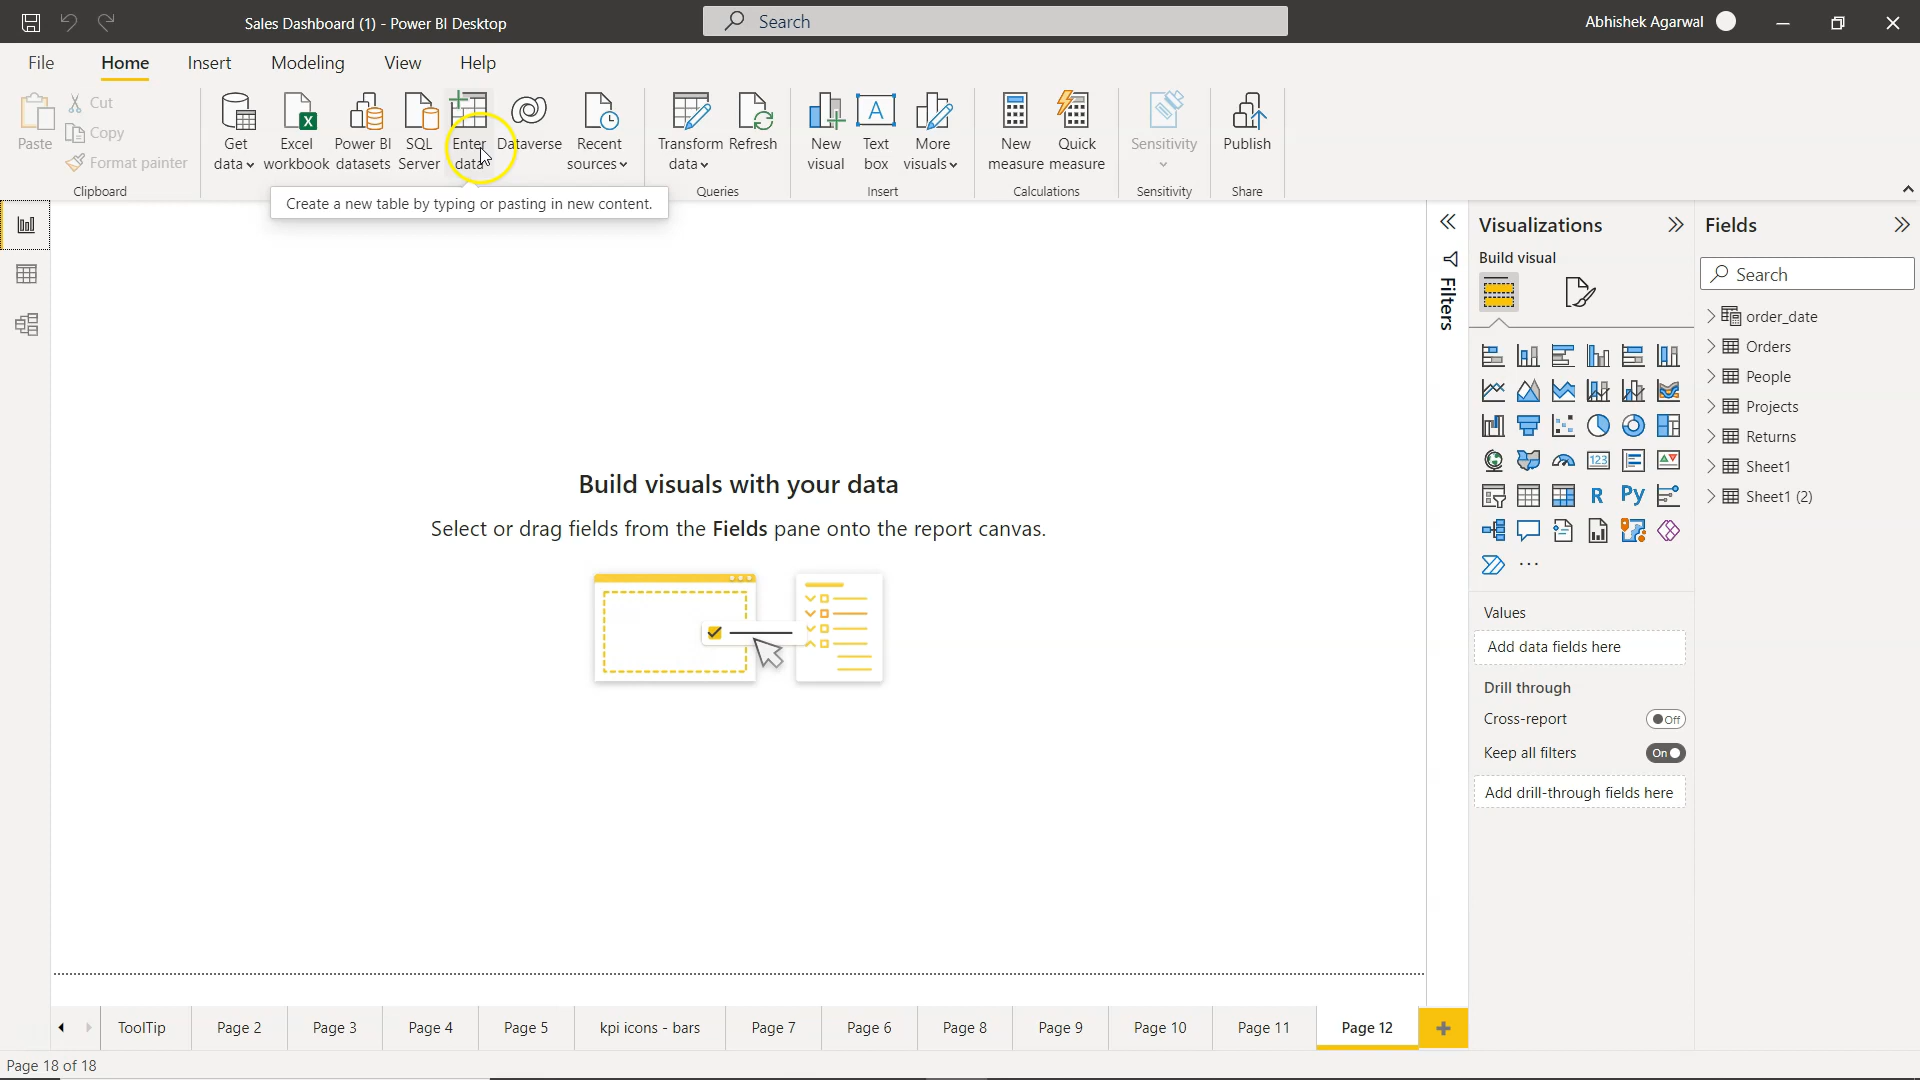 Sales Dashboard (1) - Power BI Desktop
Search
Abhishek Agarwal
File
Home
Insert
Modeling
View
Help
Paste
Cut
Copy
Format painter
Clipboard
Get data
Excel workbook
Power BI datasets
SQL Server
Enter data
Dataverse
Recent sources
Transform data
Refresh
Queries
New visual
Text box
More visuals
Insert
New measure
Quick measure
Calculations
Sensitivity
Sensitivity
Publish
Share
Create a new table by typing or pasting in new content.
Build visuals with your data
Select or drag fields from the Fields pane onto the report canvas.
Filters
Visualizations
Build visual
123
R
Py
Values
Add data fields here
Drill through
Cross-report
Off
Keep all filters
On
Add drill-through fields here
Fields
Search
order_date
Orders
People
Projects
Returns
Sheet1
Sheet1 (2)
ToolTip
Page 2
Page 3
Page 4
Page 5
kpi icons - bars
Page 7
Page 6
Page 8
Page 9
Page 10
Page 11
Page 12
Page 18 of 18